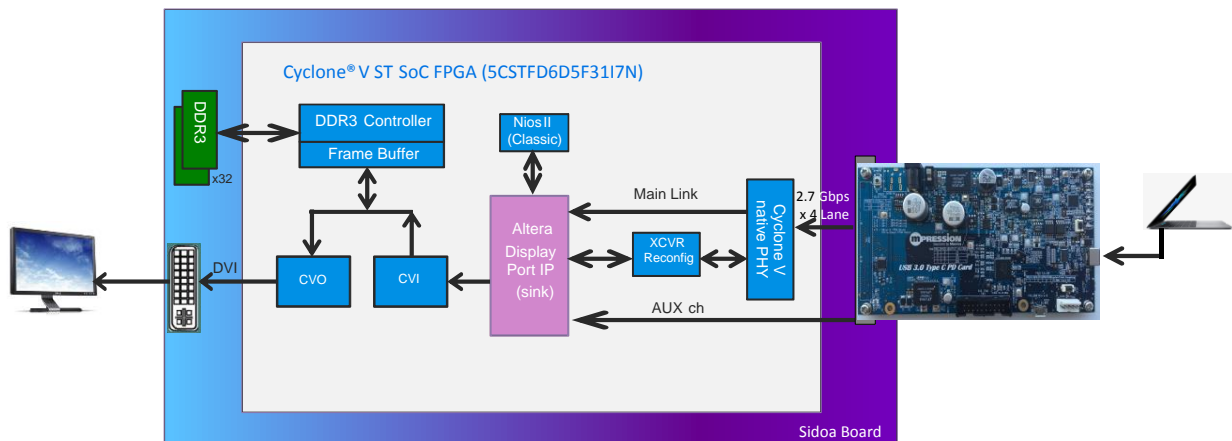 Cyclone® V ST SoC FPGA (5CSTFD6D5F31I7N)
DDR3
x32
DDR3 Controller
Frame Buffer
Nios II
(Classic)
Main Link
2.7 Gbps
x 4 Lane
Cyclone V
native PHY
XCVR
Reconfig
Altera
Display
Port IP
(sink)
AUX ch
CVI
CVO
DVI
mpression
USB 3.0 Type C PD Card
Sidoa Board